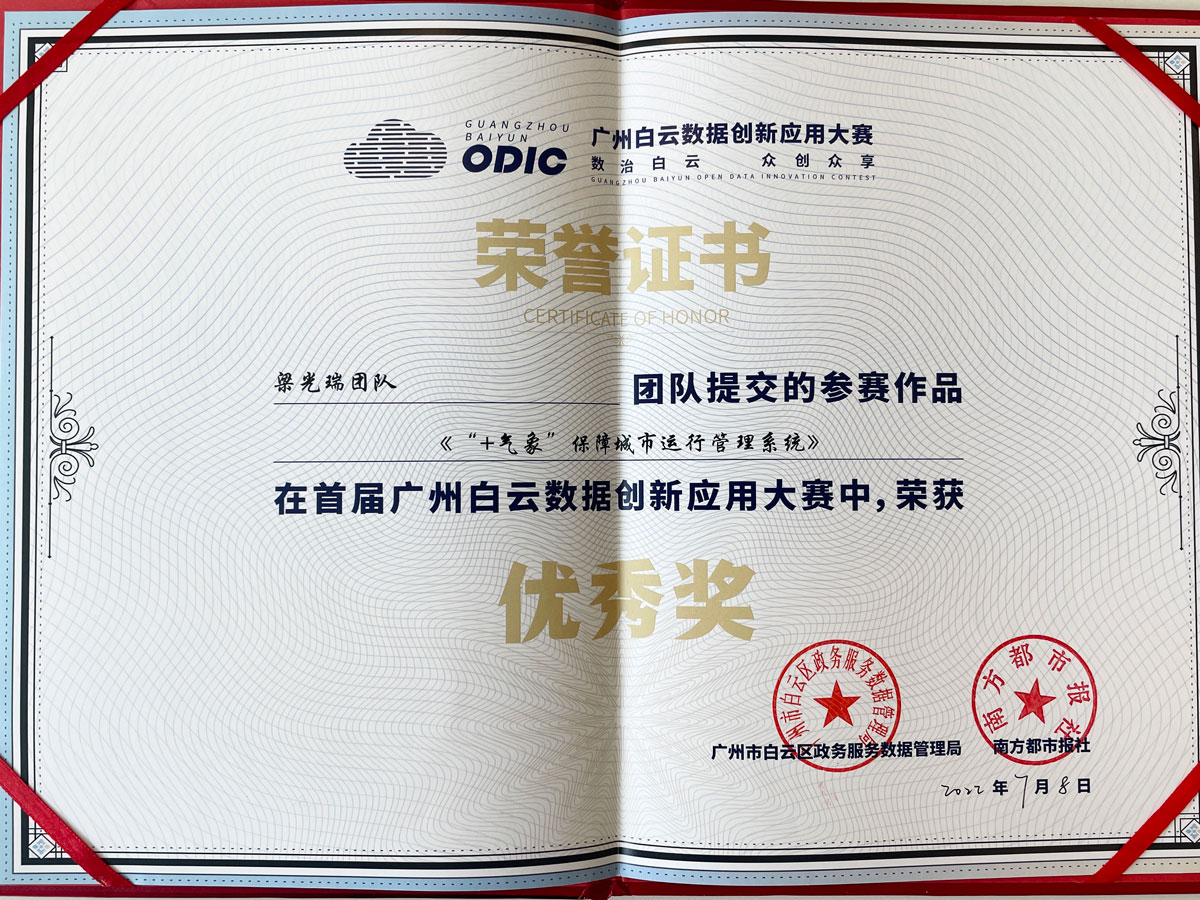 GUANGZHOU
BAIYUN
ODIC
广州白云数据创新应用大赛
数治白云 众创众享
GUANGZHOU BAIYUN OPEN DATA INNOVATION CONTEST
荣誉证书
CERTIFICATE OF HONOR
梁光瑞团队 团队提交的参赛作品
《“+气象”保障城市运行管理系统》
在首届广州白云数据创新应用大赛中，荣获
优秀奖
广州市白云区政务服务数据管理局
南方都市报社
广州市白云区政务服务数据管理局 南方都市报社
2022年7月8日